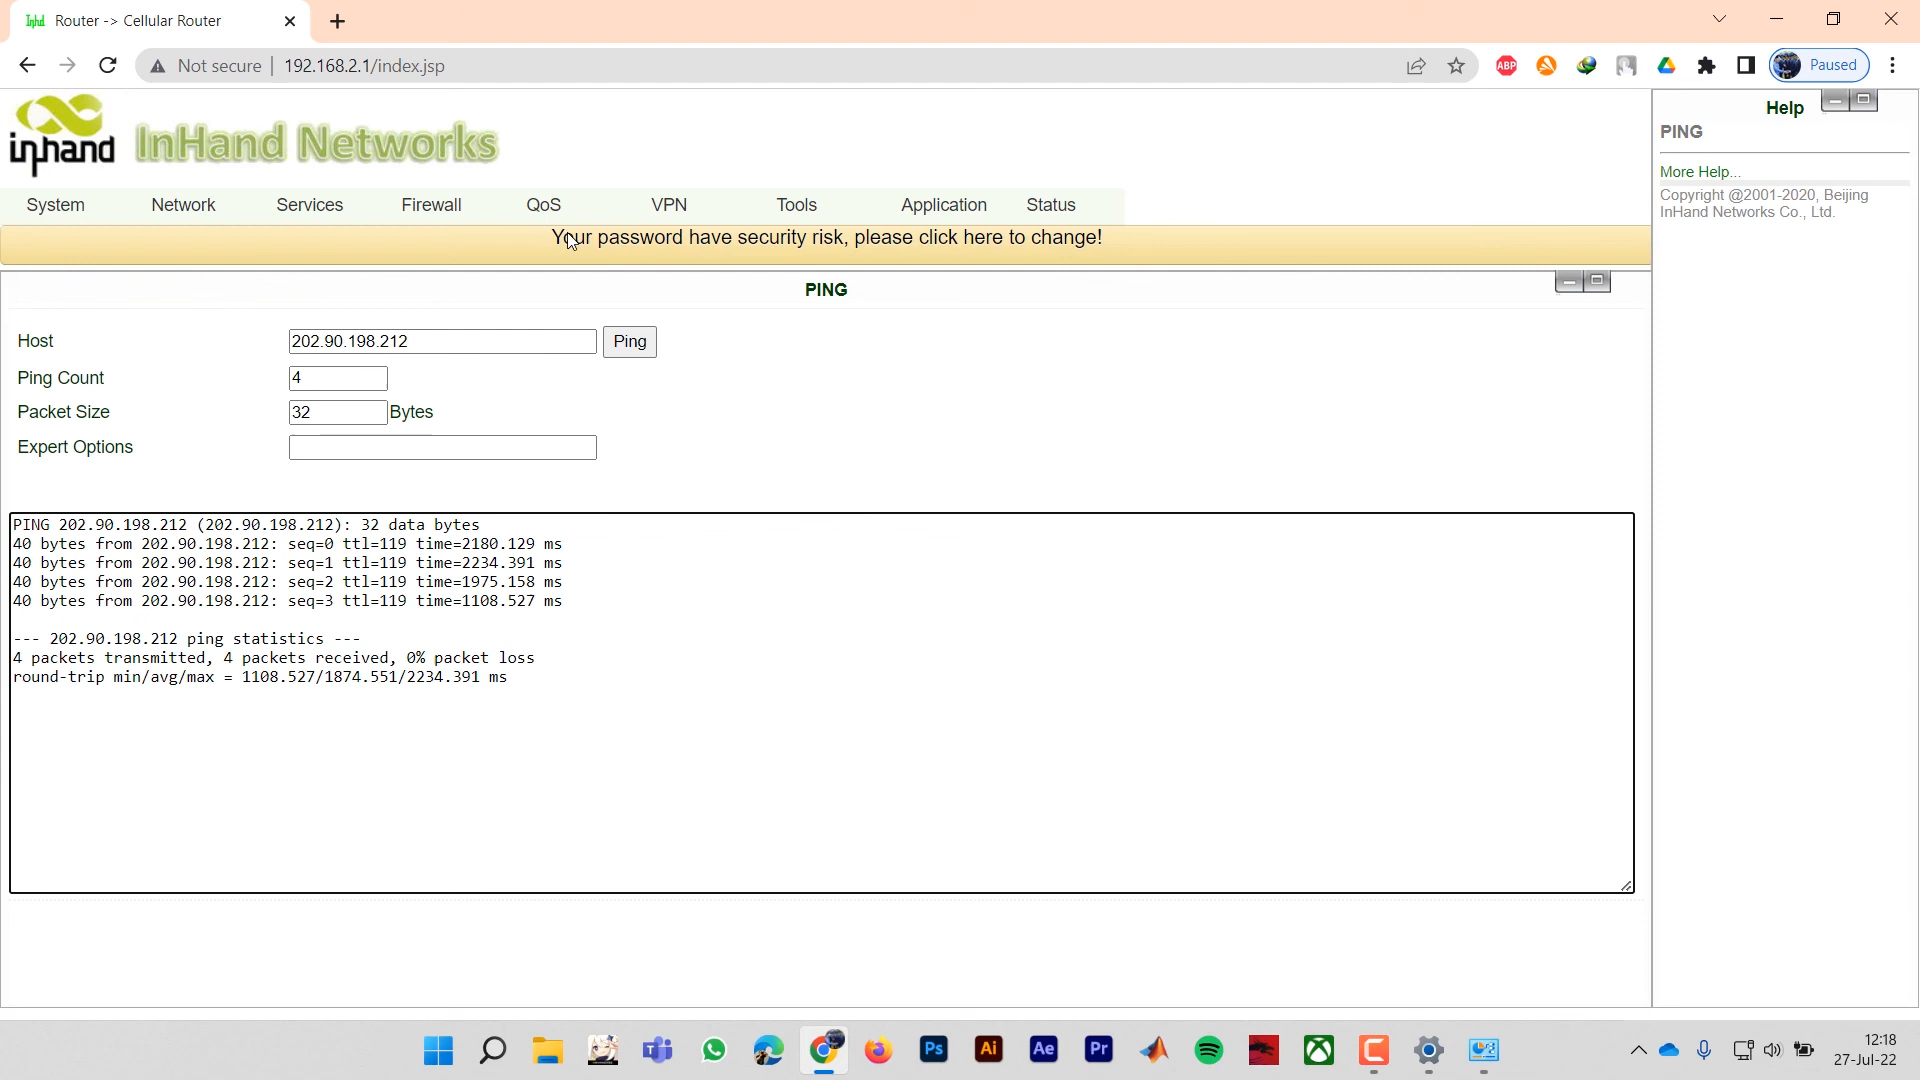 Inhd Router -> Cellular Router
Not secure | 192.168.2.1/index.jsp
ABP
Paused
inhand
InHand Networks
System Network Services Firewall QoS VPN Tools Application Status
Your password have security risk, please click here to change!
PING
Host 202.90.198.212 Ping
Ping Count 4
Packet Size 32 Bytes
Expert Options
PING 202.90.198.212 (202.90.198.212): 32 data bytes
40 bytes from 202.90.198.212: seq=0 ttl=119 time=2180.129 ms
40 bytes from 202.90.198.212: seq=1 ttl=119 time=2234.391 ms
40 bytes from 202.90.198.212: seq=2 ttl=119 time=1975.158 ms
40 bytes from 202.90.198.212: seq=3 ttl=119 time=1108.527 ms
--- 202.90.198.212 ping statistics ---
4 packets transmitted, 4 packets received, 0% packet loss
round-trip min/avg/max = 1108.527/1874.551/2234.391 ms
Help
PING
More Help...
Copyright @2001-2020, Beijing
InHand Networks Co., Ltd.
Ps Ai Ae Pr
12:18
27-Jul-22